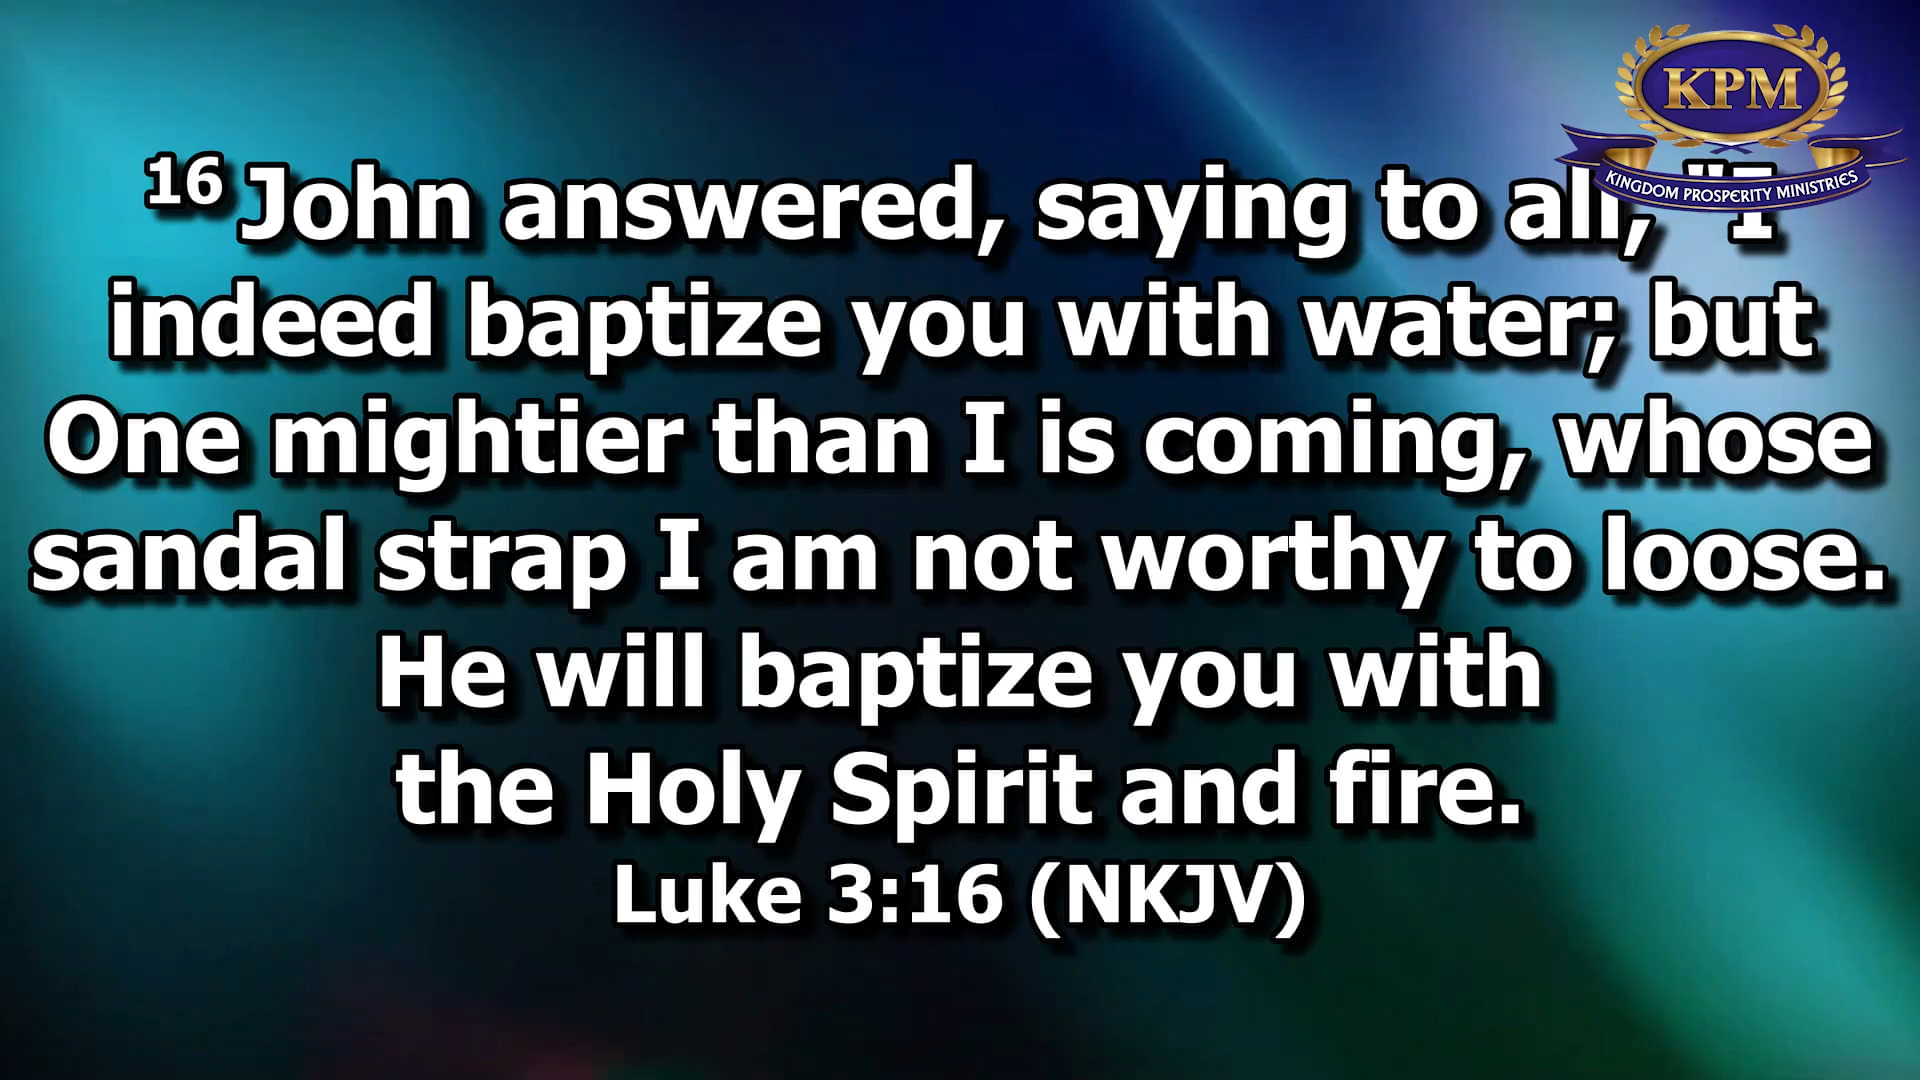 KPM
KINGDOM PROSPERITY MINISTRIES
16 John answered, saying to all, "I
indeed baptize you with water; but
One mightier than I is coming, whose
sandal strap I am not worthy to loose.
He will baptize you with
the Holy Spirit and fire.
Luke 3:16 (NKJV)